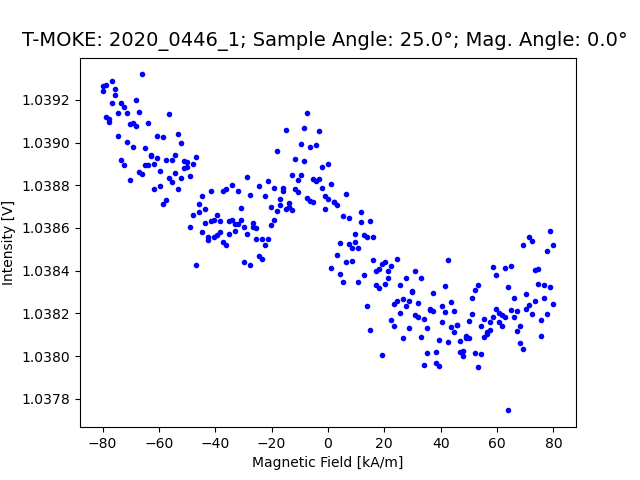 T-MOKE: 2020_0446_1; Sample Angle: 25.0°; Mag. Angle: 0.0°
1.0392
1.0390
1.0388
1.0386
1.0384
1.0382
1.0380
1.0378
Intensity [V]
−80 −60 −40 −20 0 20 40 60 80
Magnetic Field [kA/m]